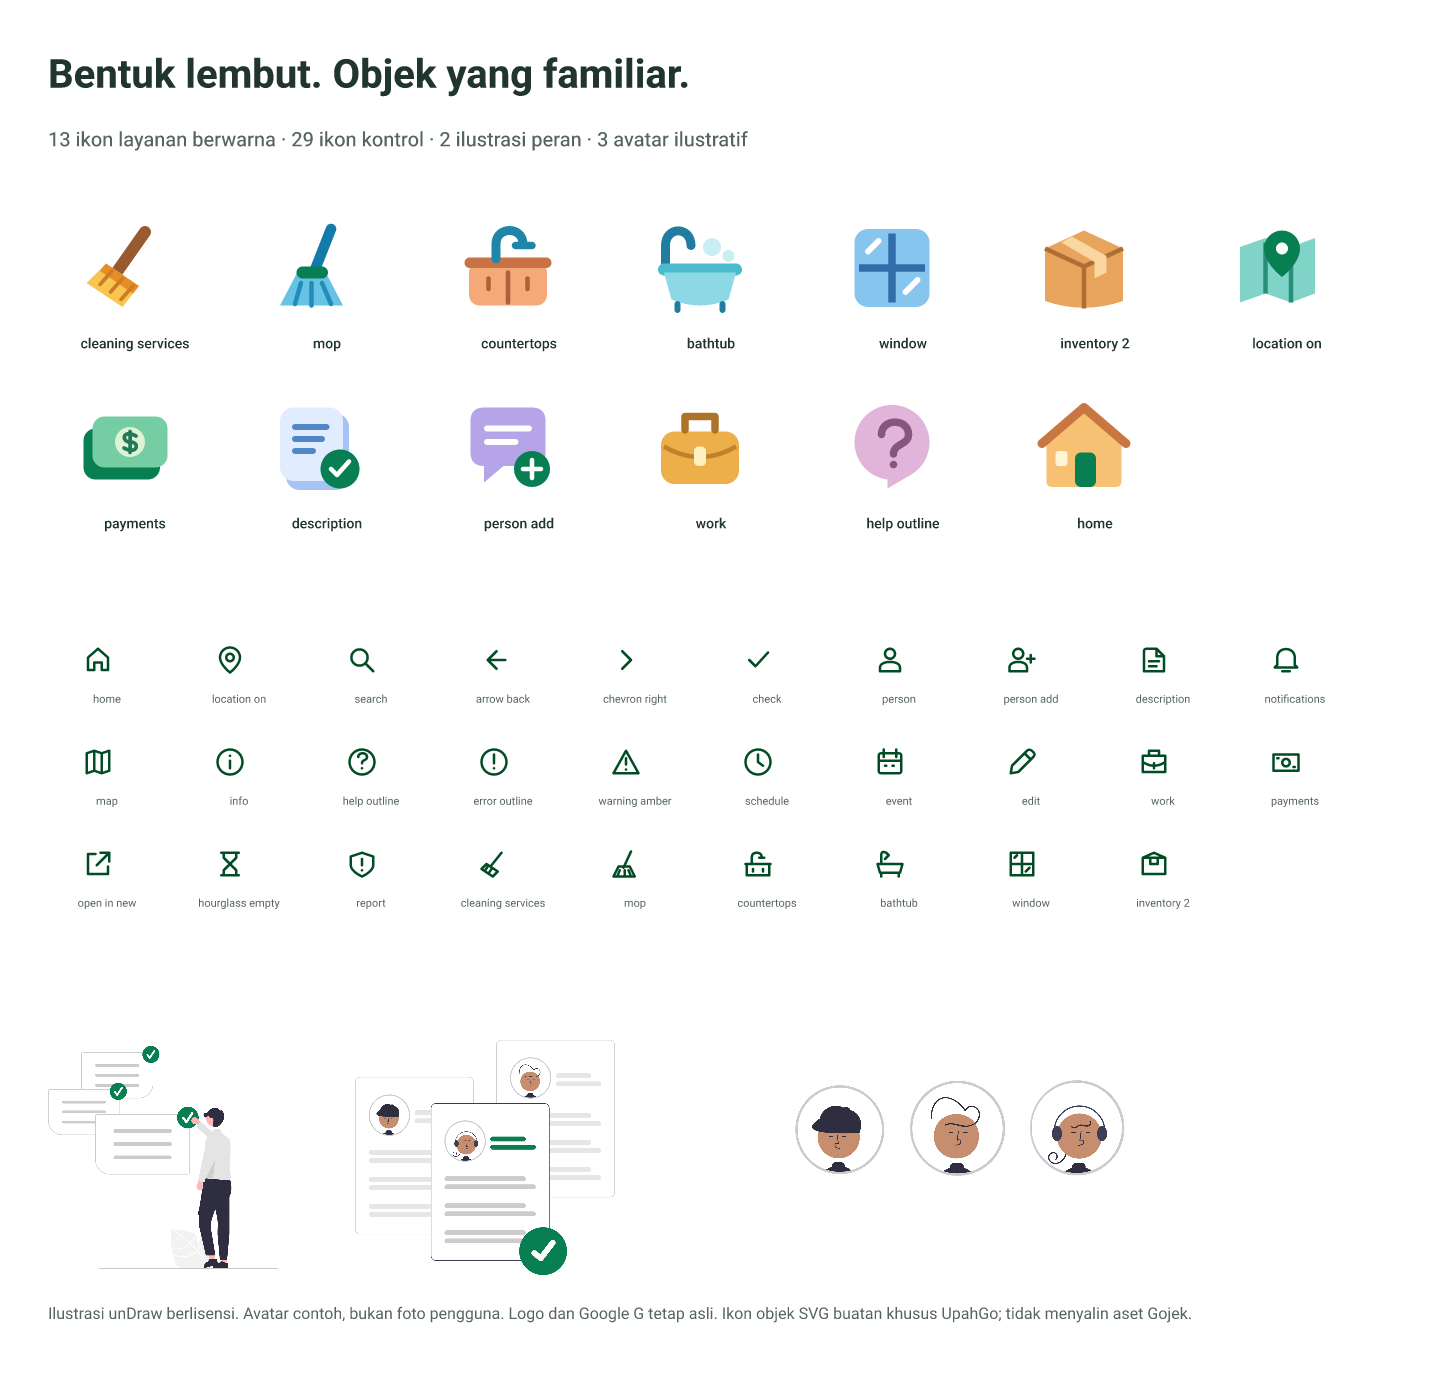 Bentuk lembut. Objek yang familiar.
13 ikon layanan berwarna · 29 ikon kontrol · 2 ilustrasi peran · 3 avatar ilustratif
cleaning services
mop
countertops
bathtub
window
inventory 2
location on
$
payments
description
person add
work
?
help outline
home
home
location on
search
arrow back
chevron right
check
person
person add
description
notifications
map
info
help outline
error outline
warning amber
schedule
event
edit
work
payments
open in new
hourglass empty
report
cleaning services
mop
countertops
bathtub
window
inventory 2
Ilustrasi unDraw berlisensi. Avatar contoh, bukan foto pengguna. Logo dan Google G tetap asli. Ikon objek SVG buatan khusus UpahGo; tidak menyalin aset Gojek.